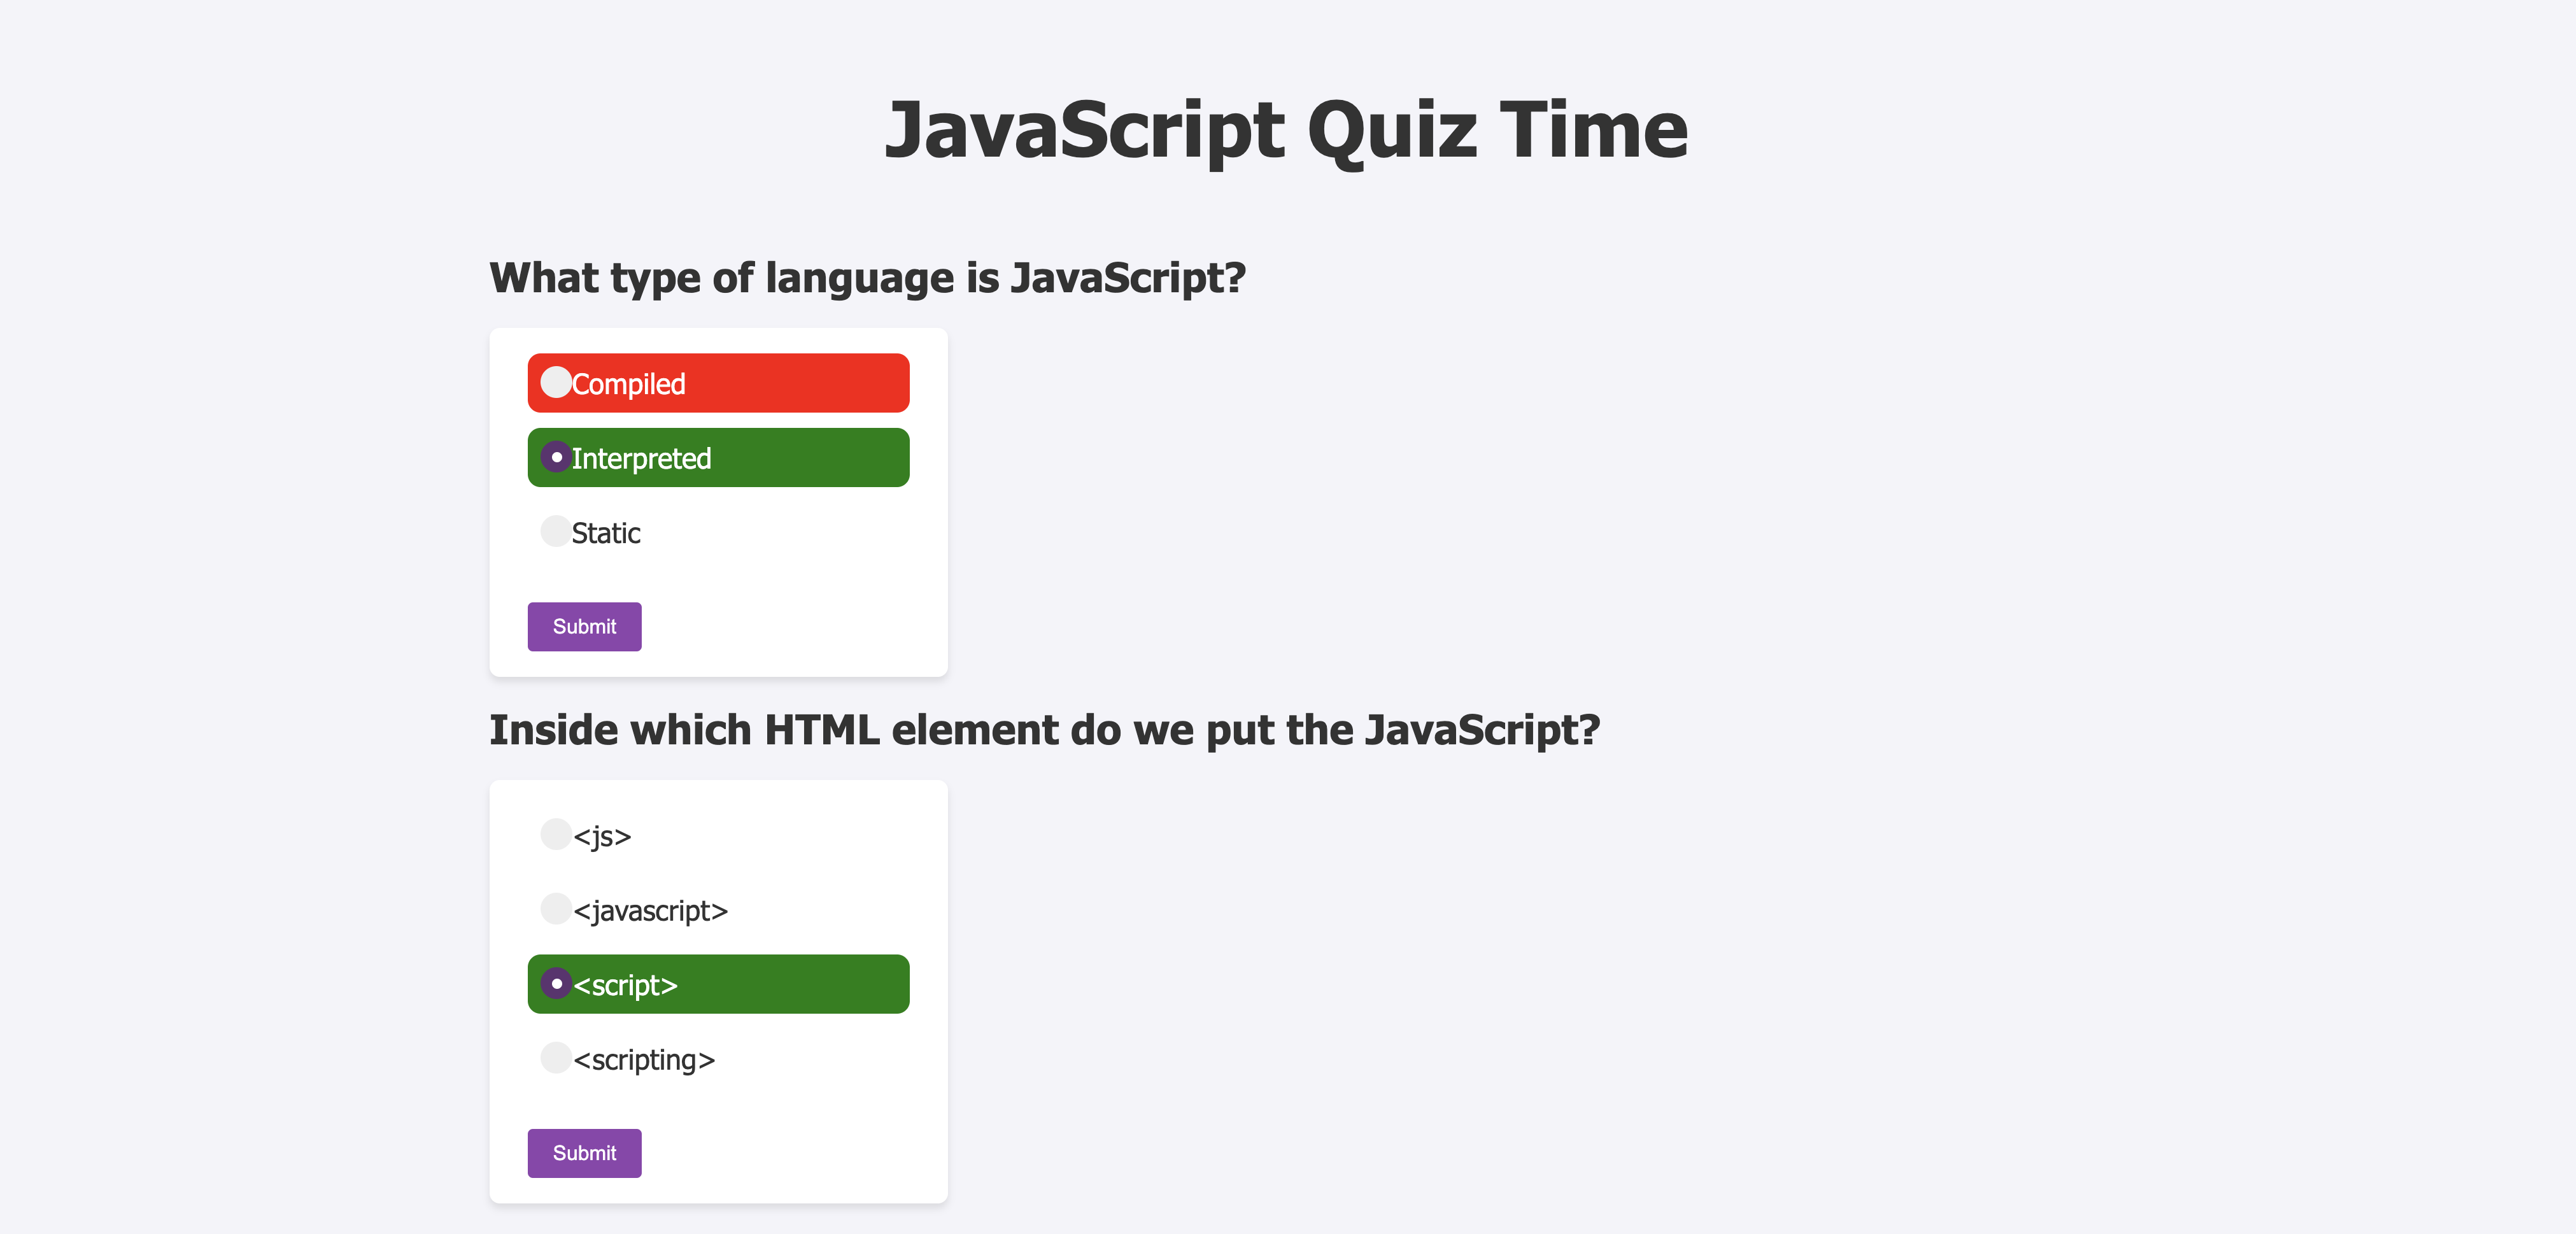 JavaScript Quiz Time
What type of language is JavaScript?
Compiled
Interpreted
Static
Submit
Inside which HTML element do we put the JavaScript?
<js>
<javascript>
<script>
<scripting>
Submit